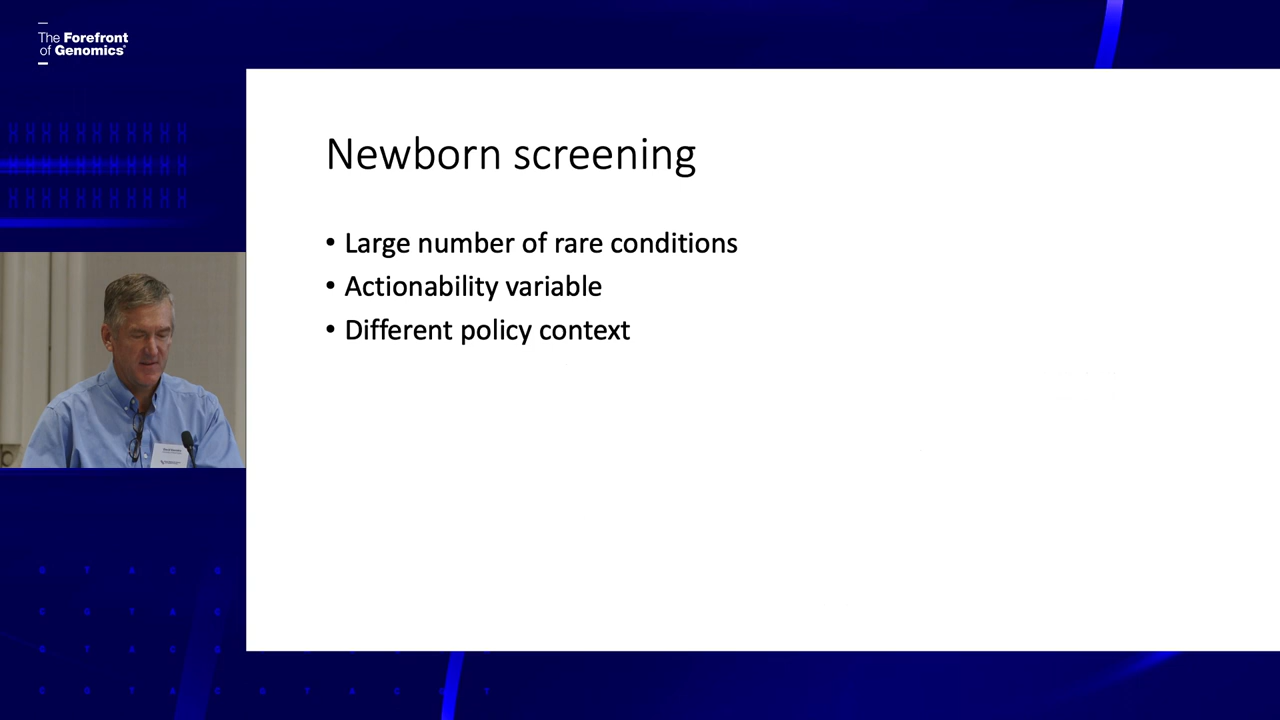 The Forefront
of Genomics®
Newborn screening
• Large number of rare conditions
• Actionability variable
• Different policy context